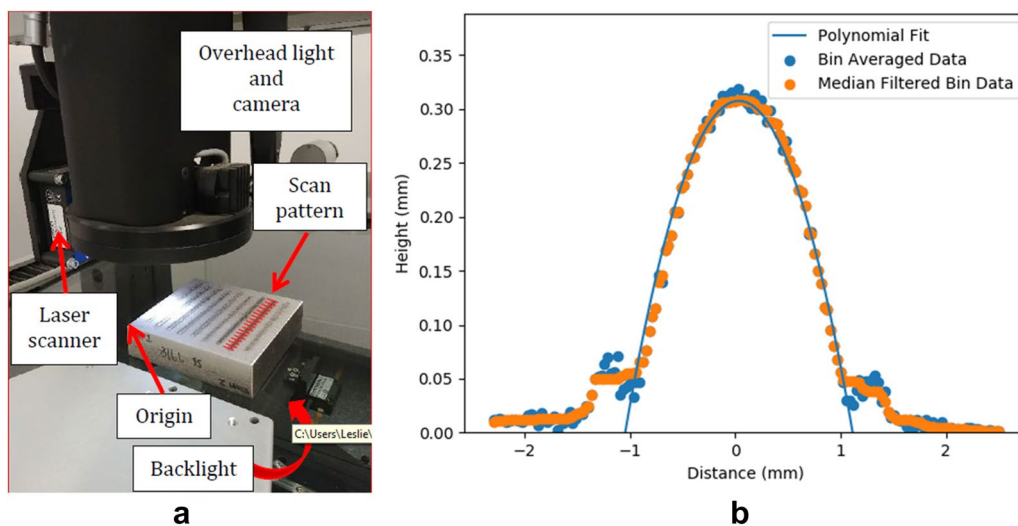 Overhead light
and
camera
Scan
pattern
Laser
scanner
Origin
Backlight
C:\Users\Leslie\
316L SS
a
Polynomial Fit
Bin Averaged Data
Median Filtered Bin Data
Height (mm)
0.35
0.30
0.25
0.20
0.15
0.10
0.05
0.00
−2
−1
0
1
2
Distance (mm)
b